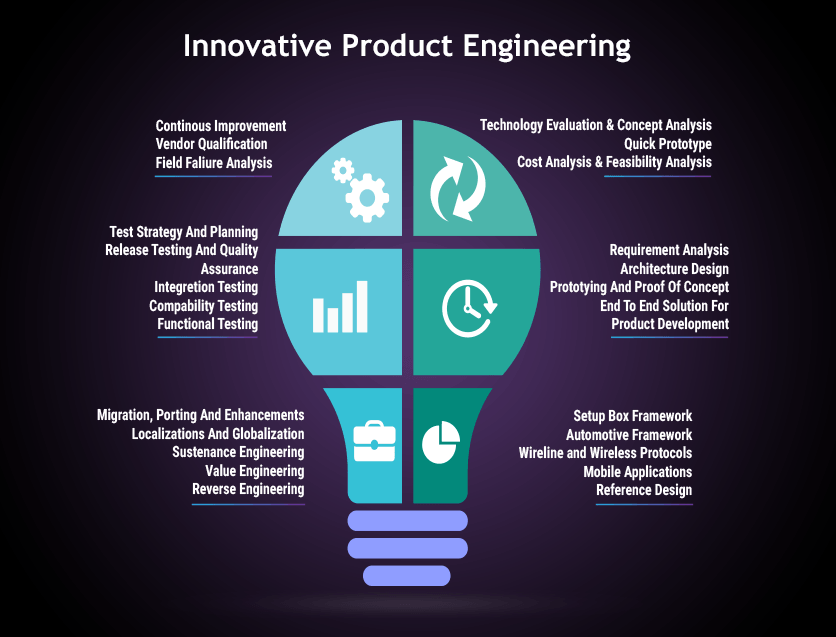 Innovative Product Engineering
Continous Improvement
Vendor Qualification
Field Faliure Analysis
Technology Evaluation & Concept Analysis
Quick Prototype
Cost Analysis & Feasibility Analysis
Test Strategy And Planning
Release Testing And Quality
Assurance
Integretion Testing
Compability Testing
Functional Testing
Requirement Analysis
Architecture Design
Prototying And Proof Of Concept
End To End Solution For
Product Development
Migration, Porting And Enhancements
Localizations And Globalization
Sustenance Engineering
Value Engineering
Reverse Engineering
Setup Box Framework
Automotive Framework
Wireline and Wireless Protocols
Mobile Applications
Reference Design